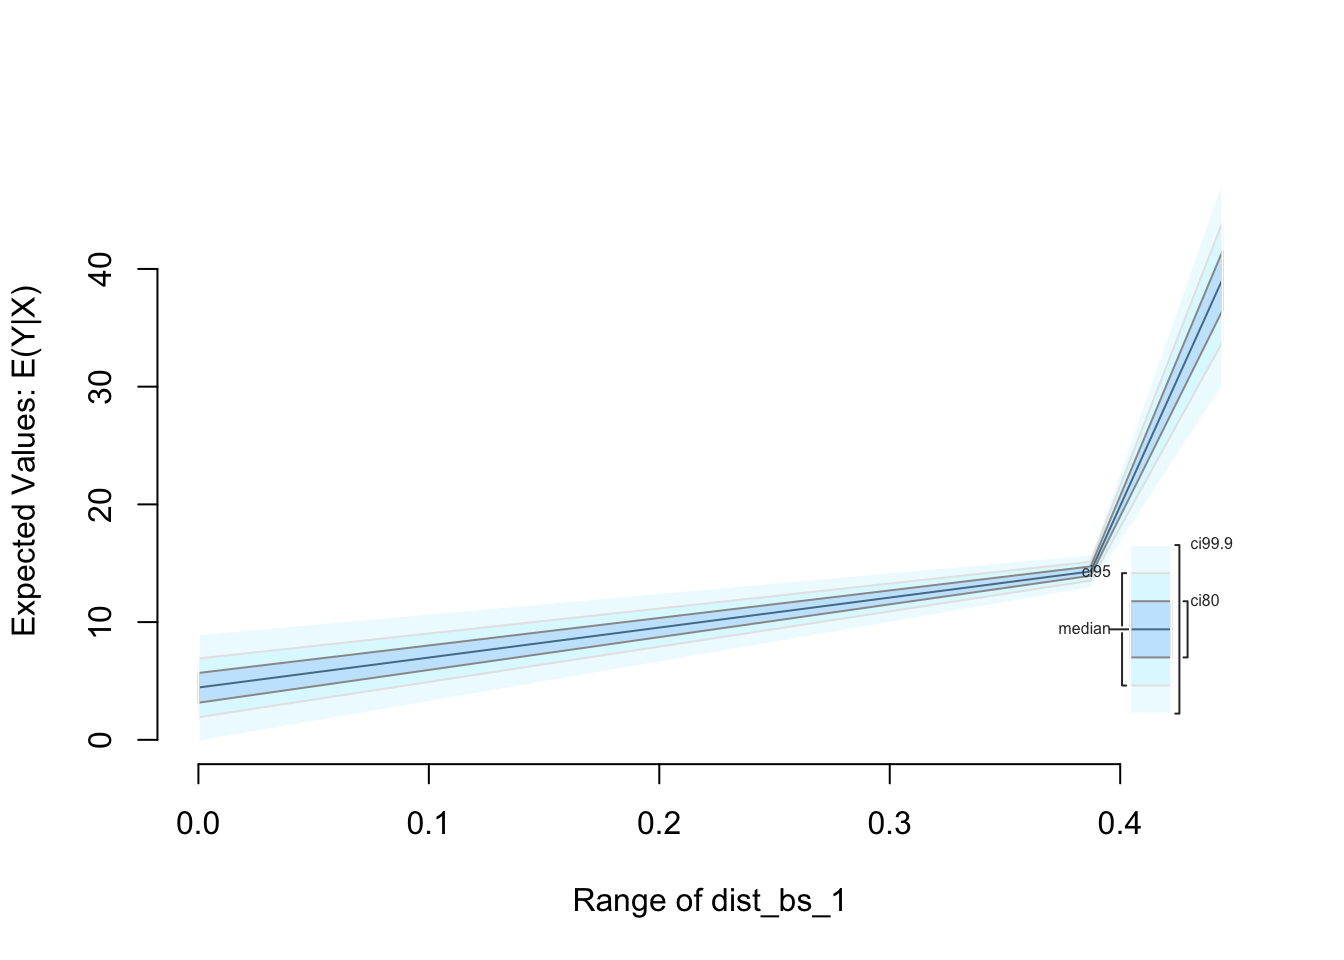 Expected Values: E(Y|X)
40
30
20
10
0
ci99.9
ci95
ci80
median
0.0 0.1 0.2 0.3 0.4
Range of dist_bs_1